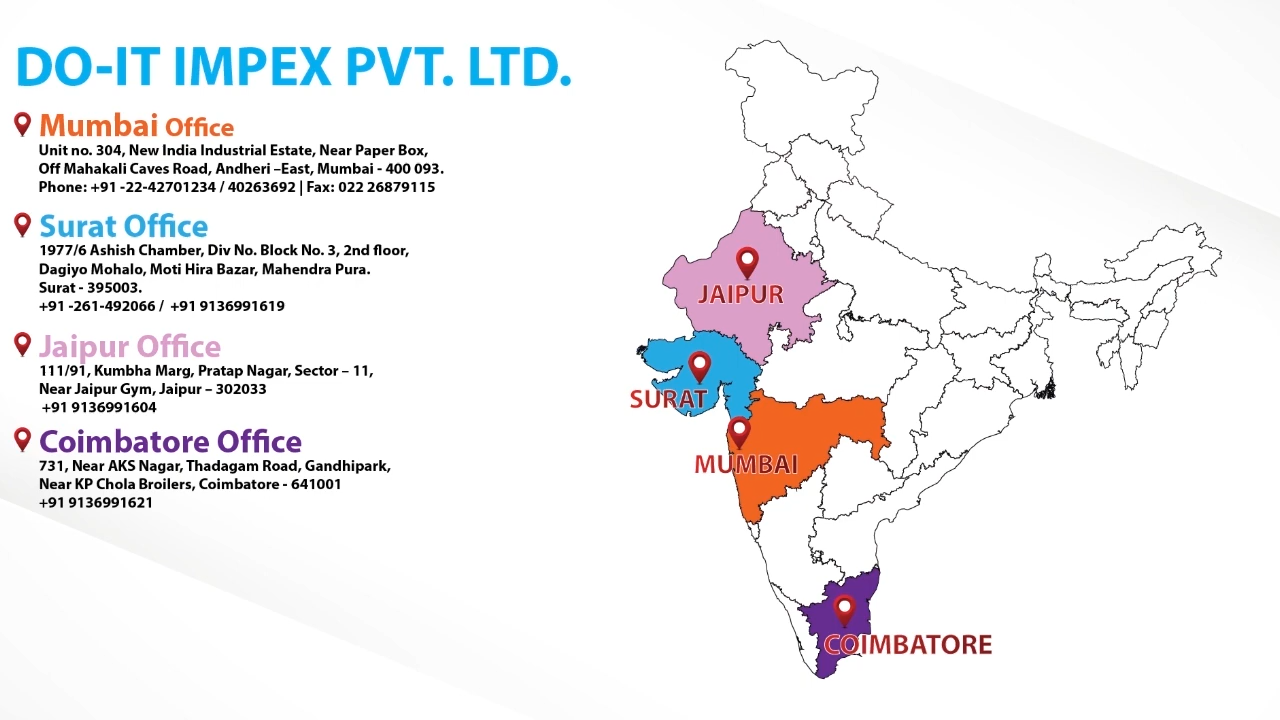 DO-IT IMPEX PVT. LTD.
Mumbai Office
Unit no. 304, New India Industrial Estate, Near Paper Box,
Off Mahakali Caves Road, Andheri –East, Mumbai - 400 093.
Phone: +91 -22-42701234 / 40263692 | Fax: 022 26879115
Surat Office
1977/6 Ashish Chamber, Div No. Block No. 3, 2nd floor,
Dagiyo Mohalo, Moti Hira Bazar, Mahendra Pura.
Surat - 395003.
+91 -261-492066 / +91 9136991619
Jaipur Office
111/91, Kumbha Marg, Pratap Nagar, Sector – 11,
Near Jaipur Gym, Jaipur – 302033
+91 9136991604
Coimbatore Office
731, Near AKS Nagar, Thadagam Road, Gandhipark,
Near KP Chola Broilers, Coimbatore - 641001
+91 9136991621
JAIPUR
SURAT
MUMBAI
COIMBATORE